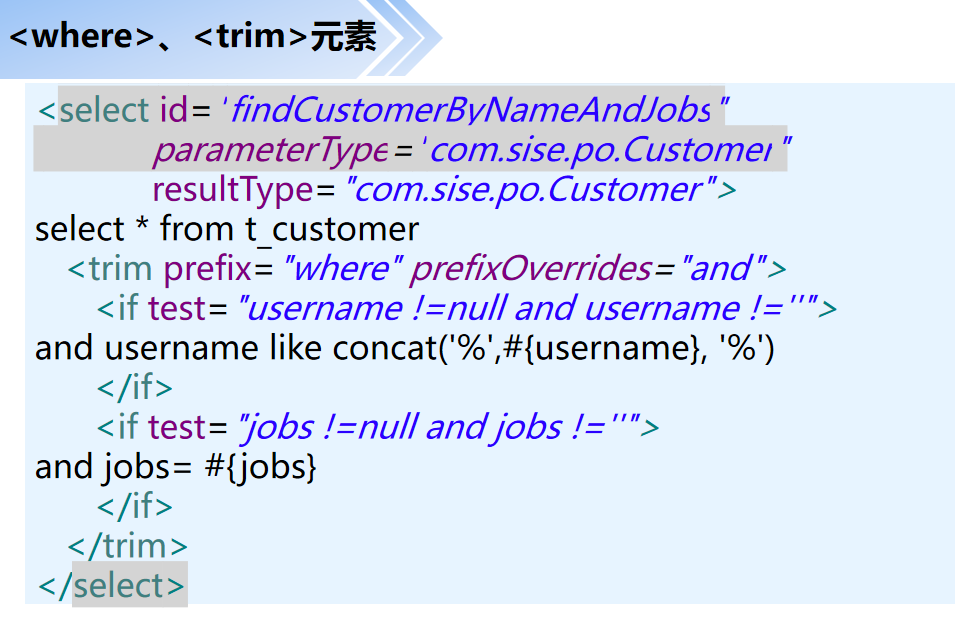 <where>、<trim>元素
<select id='findCustomerByNameAndJobs"
parameterType='com.sise.po.Customer"
resultType="com.sise.po.Customer">
select * from t_customer
<trim prefix="where" prefixOverrides="and">
<if test="username !=null and username !=''">
and username like concat('%',#{username}, '%')
</if>
<if test="jobs !=null and jobs !=''">
and jobs= #{jobs}
</if>
</trim>
</select>